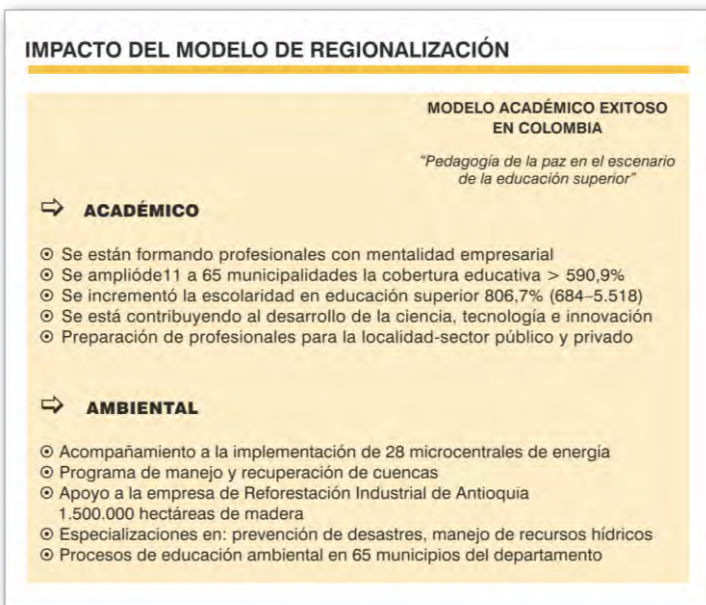 IMPACTO DEL MODELO DE REGIONALIZACIÓN
MODELO ACADÉMICO EXITOSO
EN COLOMBIA
"Pedagogía de la paz en el escenario
de la educación superior"
⇨ ACADÉMICO
⊙ Se están formando profesionales con mentalidad empresarial
⊙ Se amplióde11 a 65 municipalidades la cobertura educativa > 590,9%
⊙ Se incrementó la escolaridad en educación superior 806,7% (684–5.518)
⊙ Se está contribuyendo al desarrollo de la ciencia, tecnología e innovación
⊙ Preparación de profesionales para la localidad-sector público y privado
⇨ AMBIENTAL
⊙ Acompañamiento a la implementación de 28 microcentrales de energía
⊙ Programa de manejo y recuperación de cuencas
⊙ Apoyo a la empresa de Reforestación Industrial de Antioquia
1.500.000 hectáreas de madera
⊙ Especializaciones en: prevención de desastres, manejo de recursos hídricos
⊙ Procesos de educación ambiental en 65 municipios del departamento